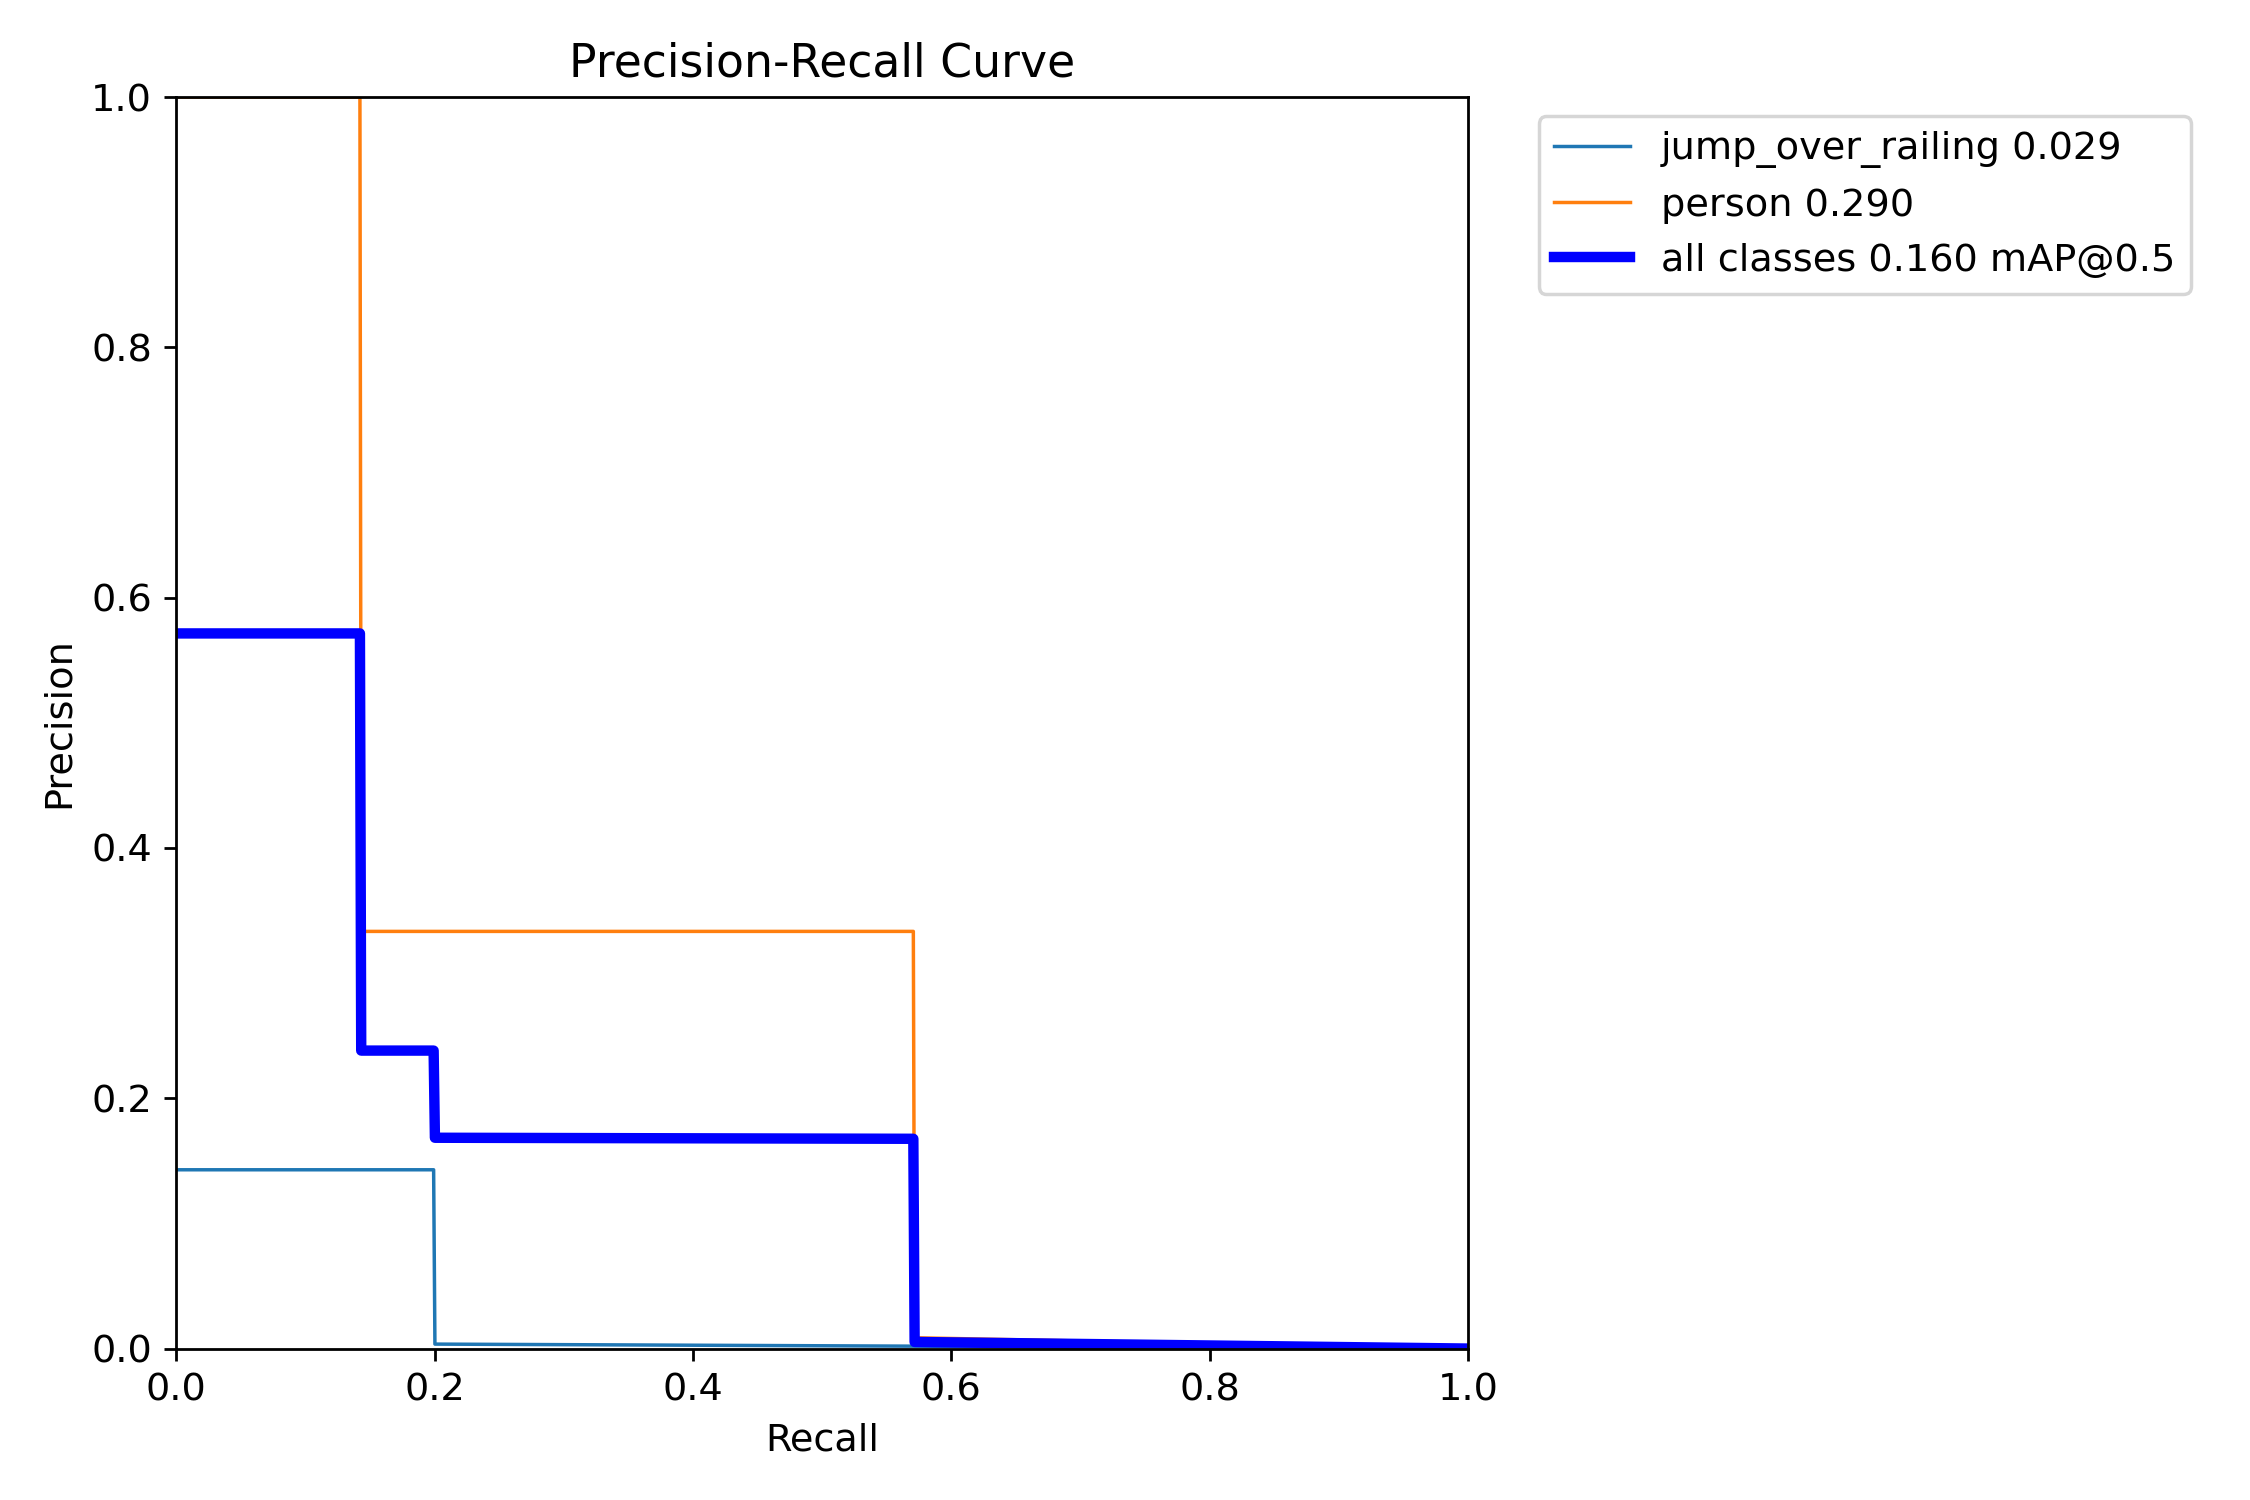 Precision-Recall Curve
jump_over_railing 0.029
person 0.290
all classes 0.160 mAP@0.5
Precision
1.0
0.8
0.6
0.4
0.2
0.0
0.0 0.2 0.4 0.6 0.8 1.0
Recall